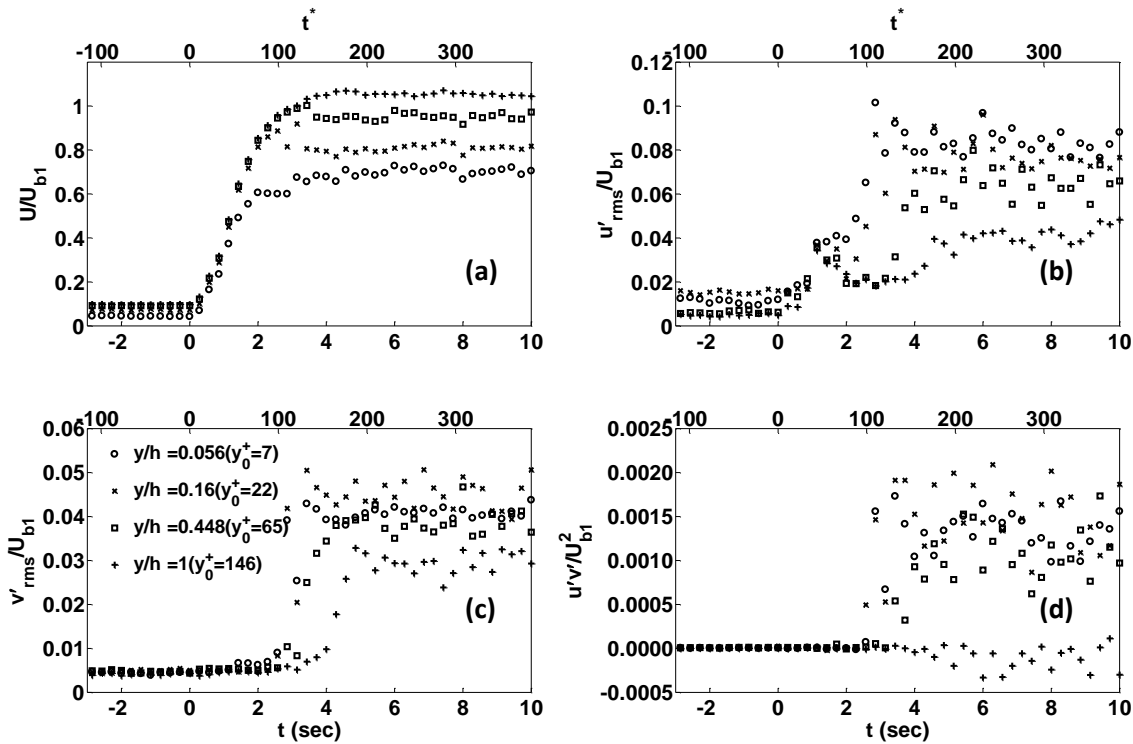 t*
-100 0 100 200 300
U/U_b1
1
0.8
0.6
0.4
0.2
0
(a)
-2 0 2 4 6 8 10
t*
-100 0 100 200 300
u'_rms/U_b1
0.12
0.1
0.08
0.06
0.04
0.02
0
(b)
-2 0 2 4 6 8 10
-100 0 100 200 300
v'_rms/U_b1
0.06
0.05
0.04
0.03
0.02
0.01
0
y/h =0.056(y_0^+=7)
y/h =0.16(y_0^+=22)
y/h =0.448(y_0^+=65)
y/h =1(y_0^+=146)
(c)
-2 0 2 4 6 8 10
t (sec)
-100 0 100 200 300
u'v'/U_b1^2
0.0025
0.0020
0.0015
0.0010
0.0005
0.0000
-0.0005
(d)
-2 0 2 4 6 8 10
t (sec)